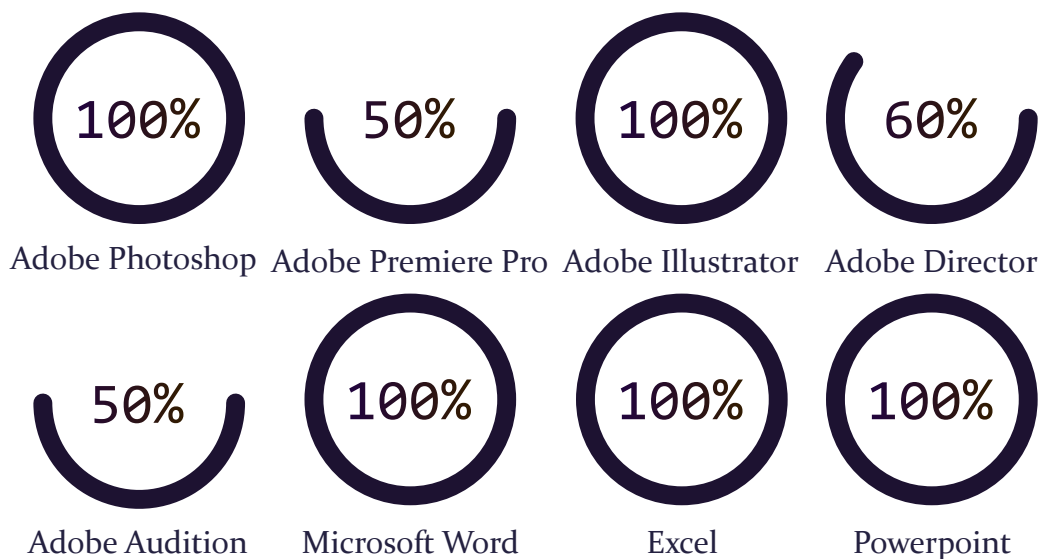 100% 50% 100% 60%
Adobe Photoshop Adobe Premiere Pro Adobe Illustrator Adobe Director
50% 100% 100% 100%
Adobe Audition Microsoft Word Excel Powerpoint